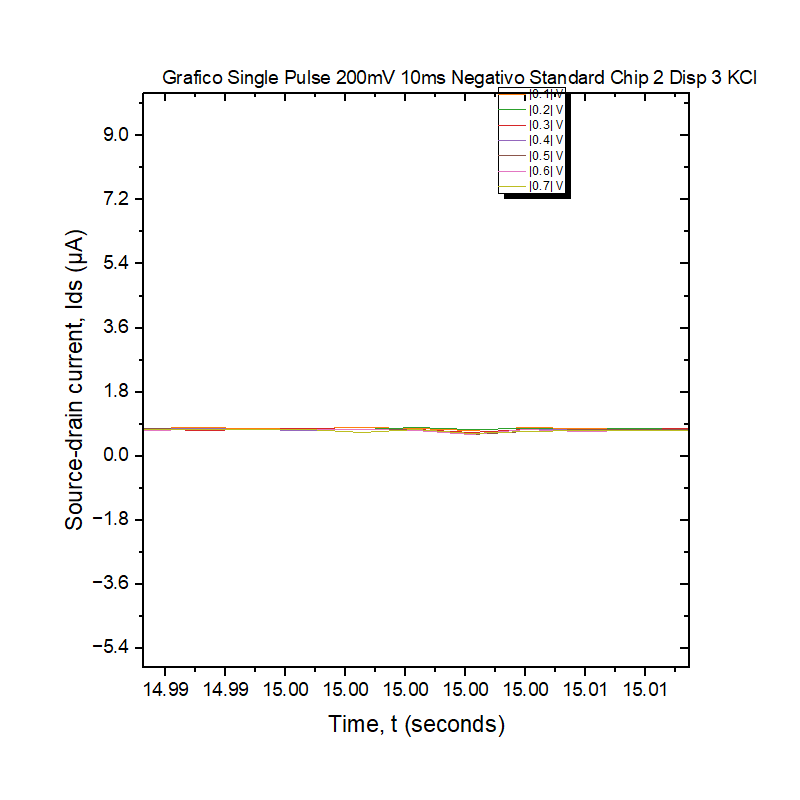 Grafico Single Pulse 200mV 10ms Negativo Standard Chip 2 Disp 3 KCl
|0.1| V
|0.2| V
|0.3| V
|0.4| V
|0.5| V
|0.6| V
|0.7| V
9.0
7.2
5.4
3.6
1.8
0.0
−1.8
−3.6
−5.4
Source-drain current, Ids (µA)
14.99 14.99 15.00 15.00 15.00 15.00 15.00 15.01 15.01
Time, t (seconds)